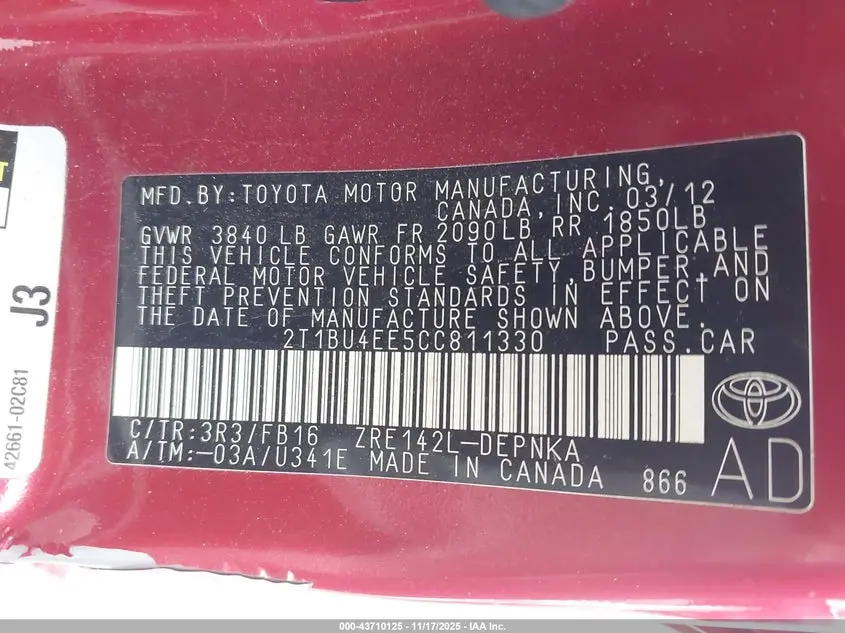 MFD.BY:TOYOTA MOTOR MANUFACTURING,
CANADA, INC. 03/12
GVWR 3840 LB GAWR FR 2090LB RR 1850LB
THIS VEHICLE CONFORMS TO ALL APPLICABLE
FEDERAL MOTOR VEHICLE SAFETY,BUMPER,AND
THEFT PREVENTION STANDARDS IN EFFECT ON
THE DATE OF MANUFACTURE SHOWN ABOVE.
2T1BU4EE5CC811330 PASS.CAR
C/TR:3R3/FB16 ZRE142L-DEPNKA
A/TM:-03A/U341E MADE IN CANADA 866
AD
T
J3
42661-02C81
000-43710125 - 11/17/2025 - IAA Inc.